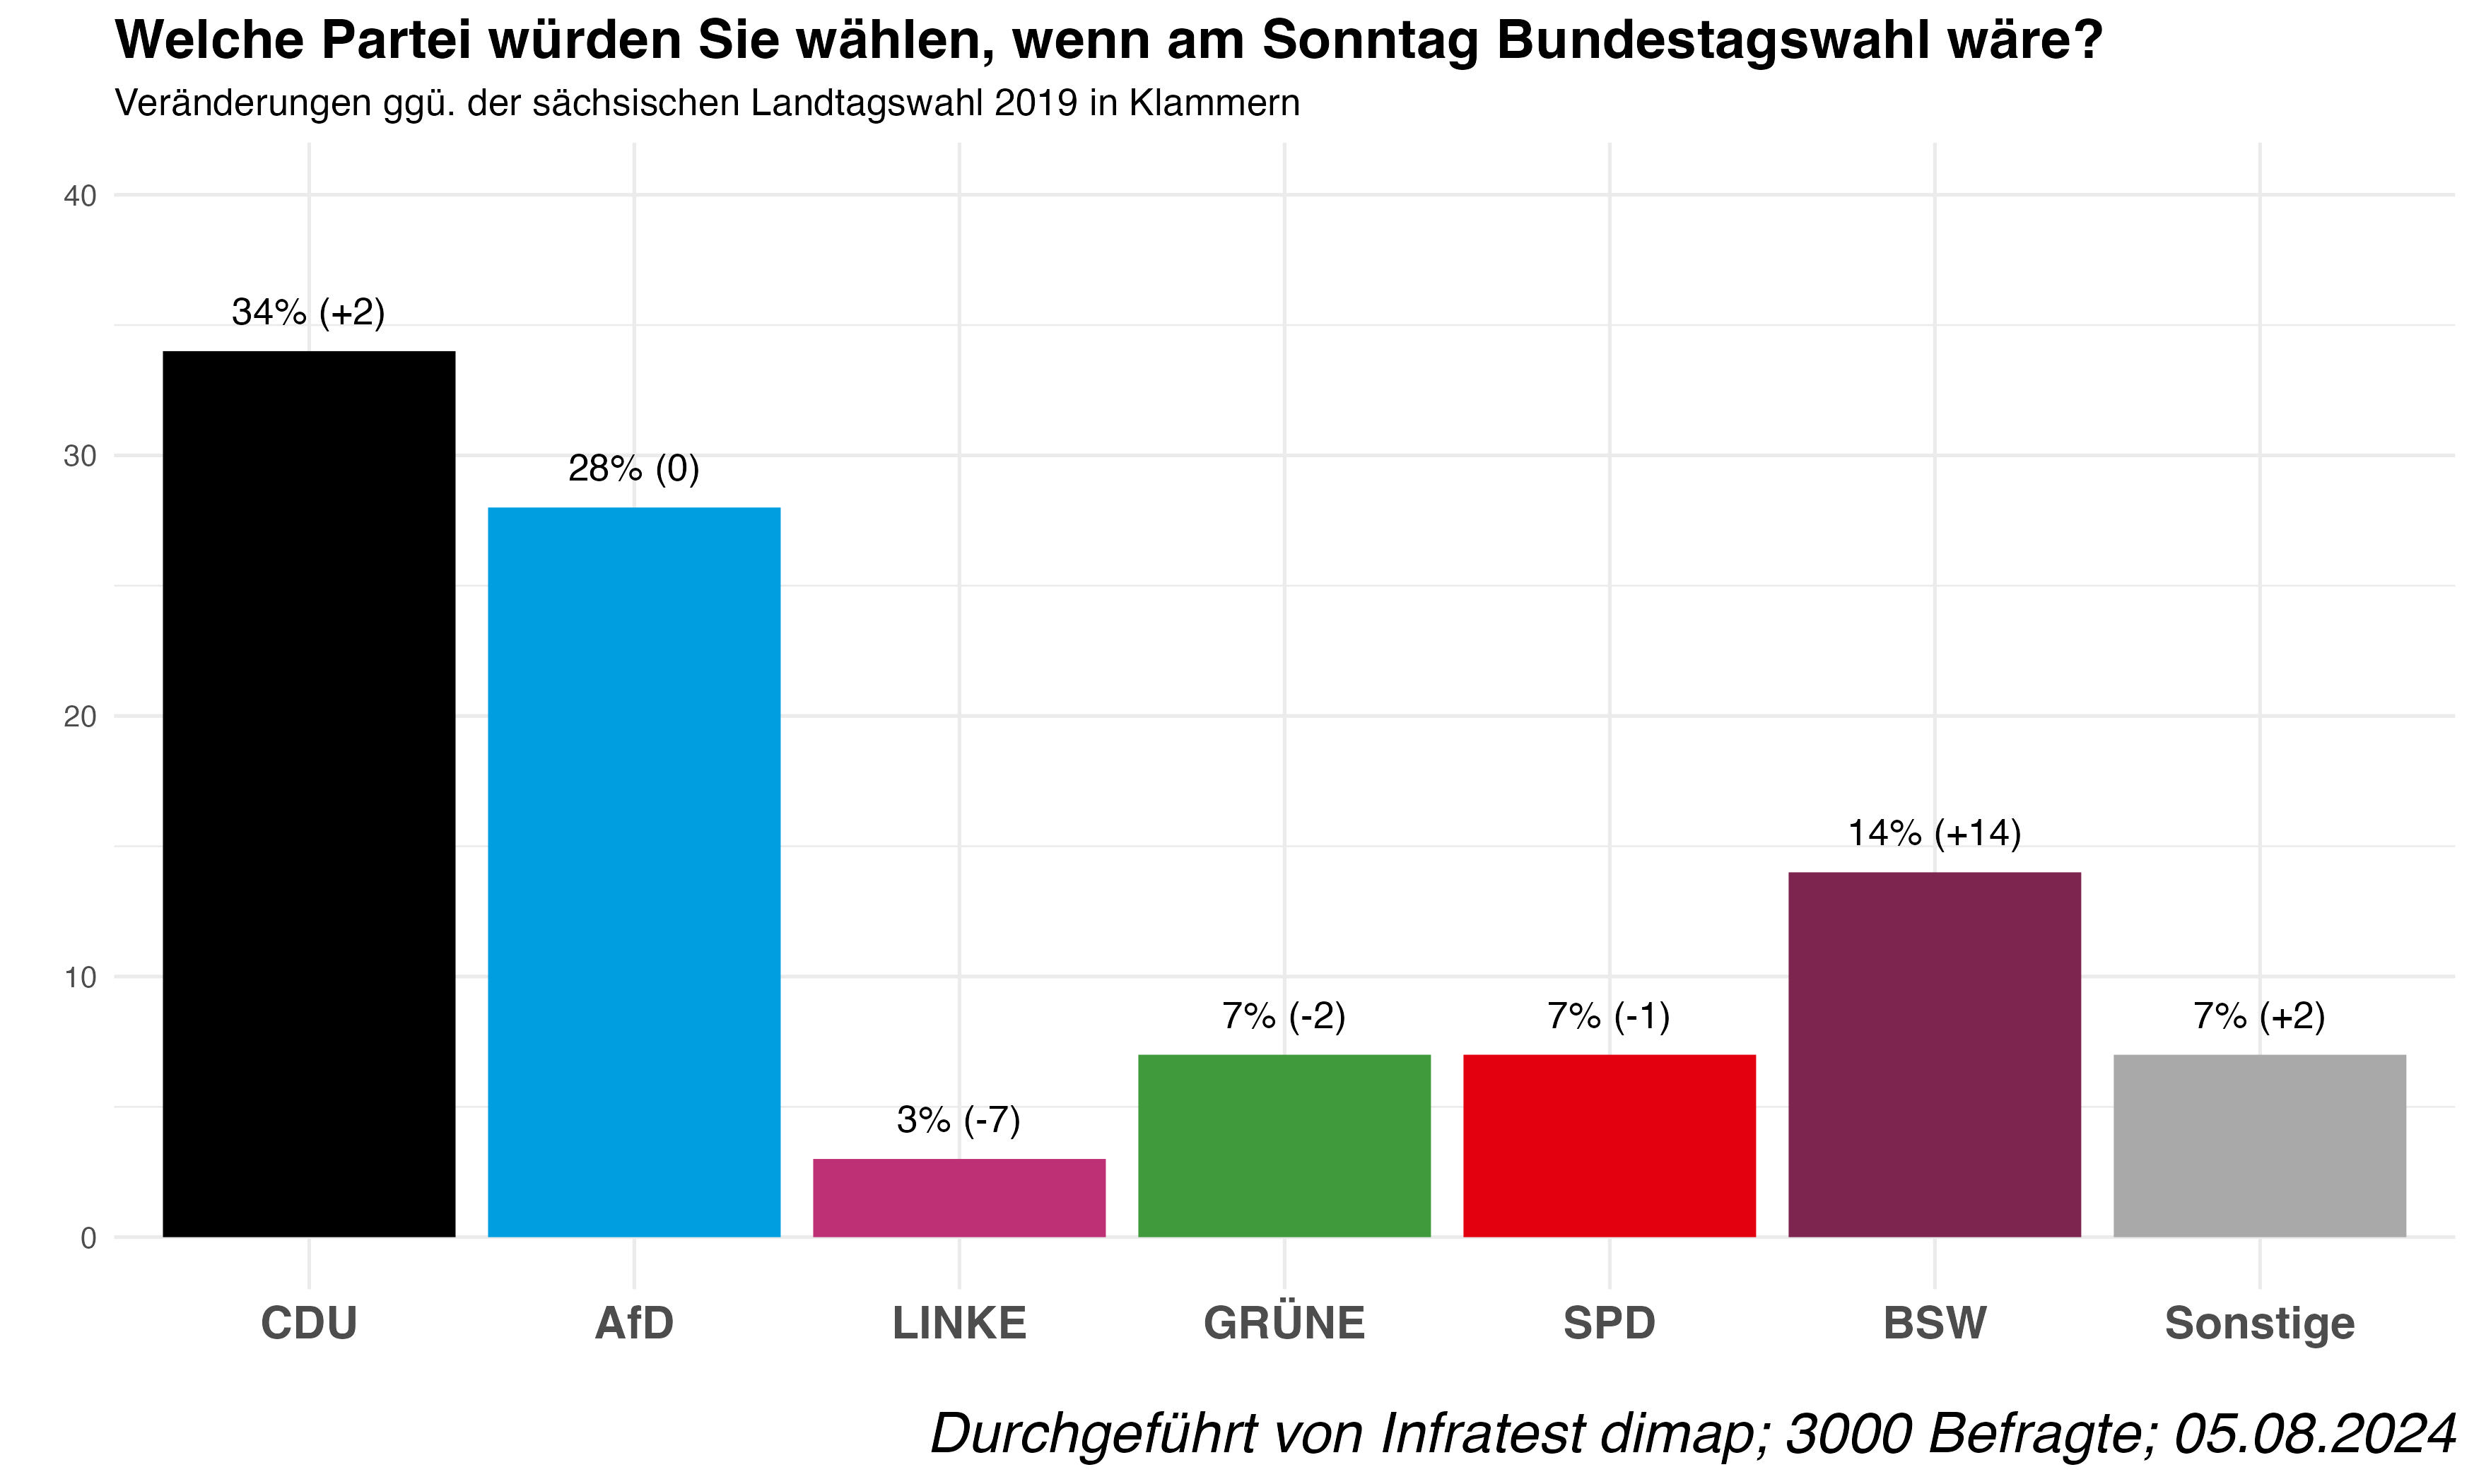 Welche Partei würden Sie wählen, wenn am Sonntag Bundestagswahl wäre?
Veränderungen ggü. der sächsischen Landtagswahl 2019 in Klammern
40
30
20
10
0
34% (+2)
28% (0)
3% (-7)
7% (-2)
7% (-1)
14% (+14)
7% (+2)
CDU
AfD
LINKE
GRÜNE
SPD
BSW
Sonstige
Durchgeführt von Infratest dimap; 3000 Befragte; 05.08.2024